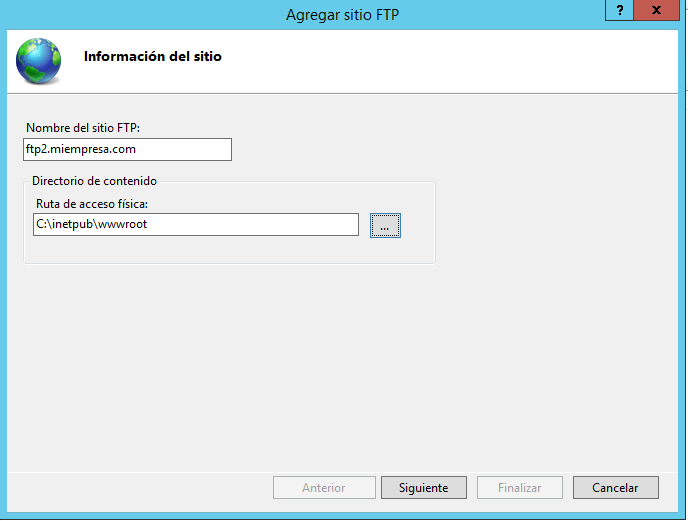 Agregar sitio FTP
?
x
Información del sitio
Nombre del sitio FTP:
ftp2.miempresa.com
Directorio de contenido
Ruta de acceso física:
C:\inetpub\wwwroot
...
Anterior
Siguiente
Finalizar
Cancelar